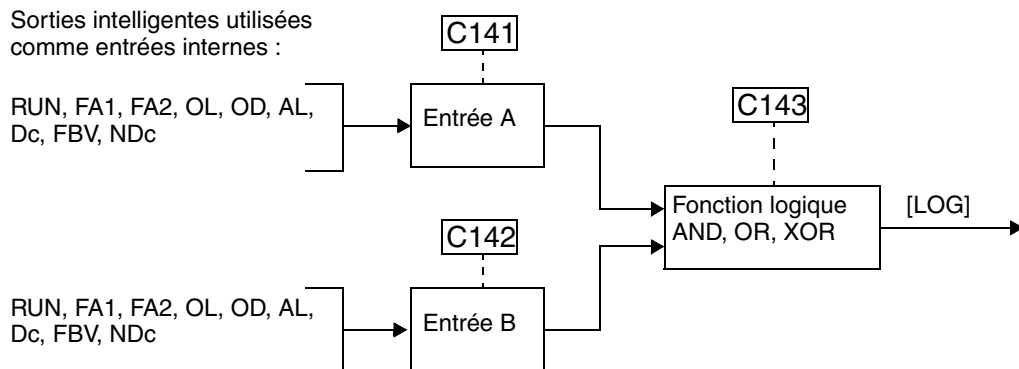 Sorties intelligentes utilisées
comme entrées internes :
C141
RUN, FA1, FA2, OL, OD, AL,
Dc, FBV, NDc
Entrée A
C143
Fonction logique
AND, OR, XOR
[LOG]
C142
RUN, FA1, FA2, OL, OD, AL,
Dc, FBV, NDc
Entrée B